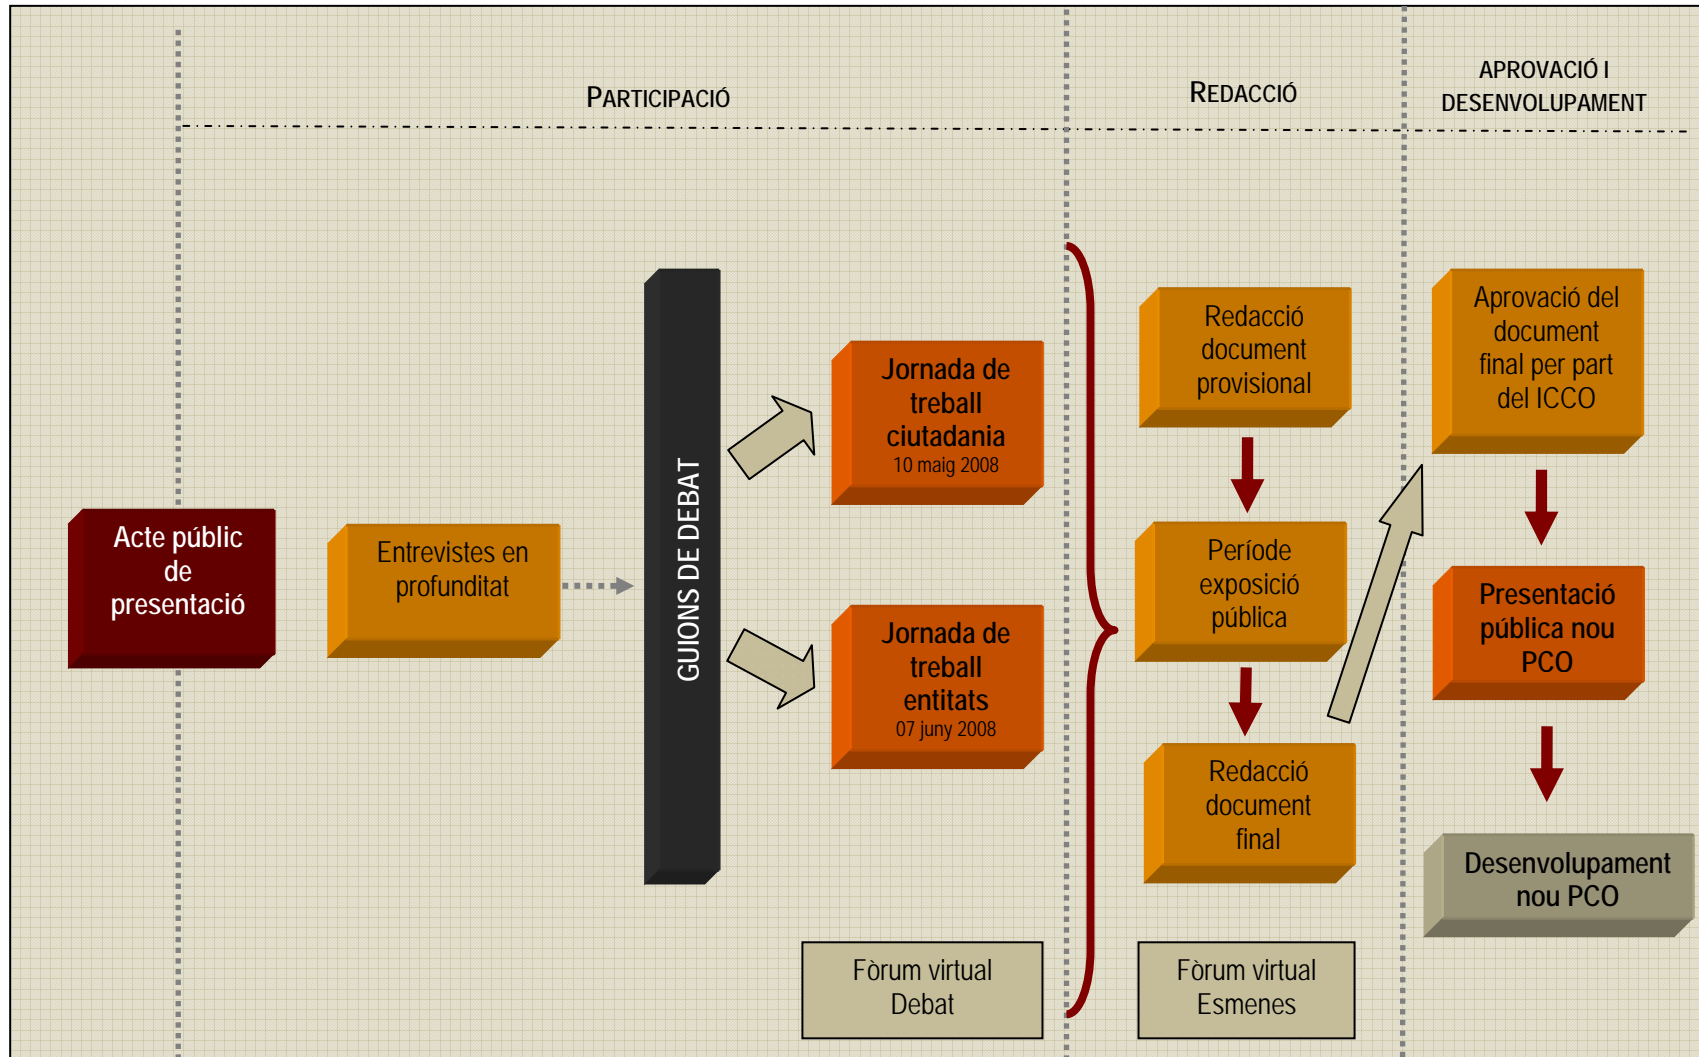 PARTICIPACIÓ
REDACCIÓ
APROVACIÓ I
DESENVOLUPAMENT
Acte públic
de
presentació
Entrevistes en
profunditat
GUIONS DE DEBAT
Jornada de
treball
ciutadania
10 maig 2008
Jornada de
treball
entitats
07 juny 2008
Fòrum virtual
Debat
Redacció
document
provisional
Període
exposició
pública
Redacció
document
final
Fòrum virtual
Esmenes
Aprovació del
document
final per part
del ICCO
Presentació
pública nou
PCO
Desenvolupament
nou PCO